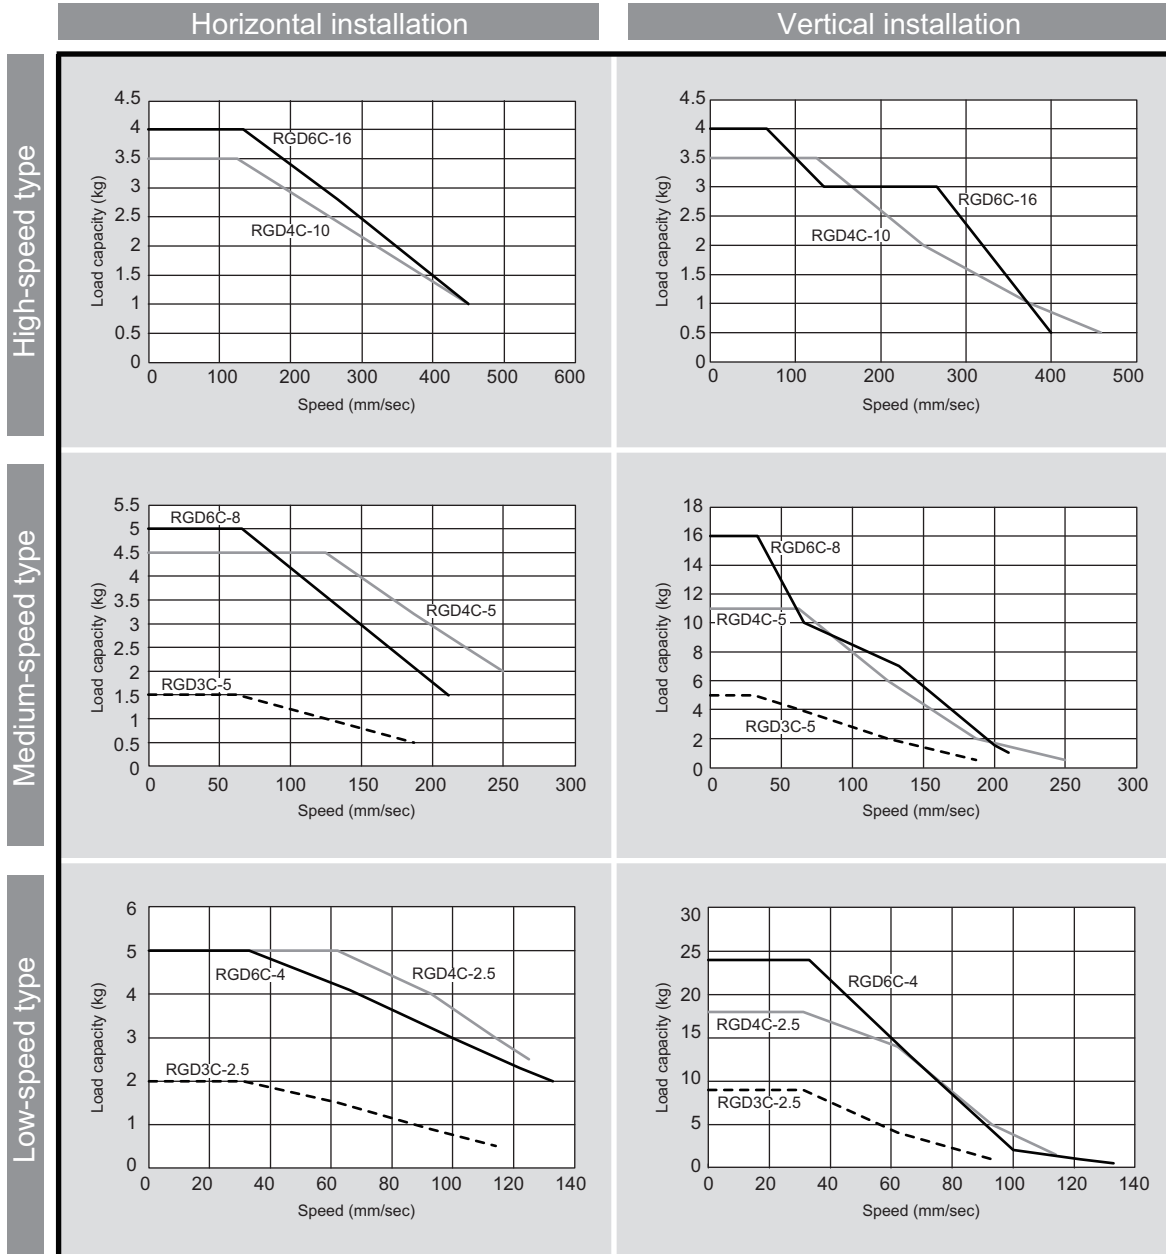 Horizontal installation
Vertical installation
High-speed type
Load capacity (kg)
4.5
4
3.5
3
2.5
2
1.5
1
0.5
0
RGD6C-16
RGD4C-10
0 100 200 300 400 500 600
Speed (mm/sec)
Load capacity (kg)
4.5
4
3.5
3
2.5
2
1.5
1
0.5
0
RGD6C-16
RGD4C-10
0 100 200 300 400 500
Speed (mm/sec)
Medium-speed type
Load capacity (kg)
5.5
5
4.5
4
3.5
3
2.5
2
1.5
1
0.5
0
RGD6C-8
RGD4C-5
RGD3C-5
0 50 100 150 200 250 300
Speed (mm/sec)
Load capacity (kg)
18
16
14
12
10
8
6
4
2
0
RGD6C-8
RGD4C-5
RGD3C-5
0 50 100 150 200 250 300
Speed (mm/sec)
Low-speed type
Load capacity (kg)
6
5
4
3
2
1
0
RGD6C-4
RGD4C-2.5
RGD3C-2.5
0 20 40 60 80 100 120 140
Speed (mm/sec)
Load capacity (kg)
30
25
20
15
10
5
0
RGD6C-4
RGD4C-2.5
RGD3C-2.5
0 20 40 60 80 100 120 140
Speed (mm/sec)